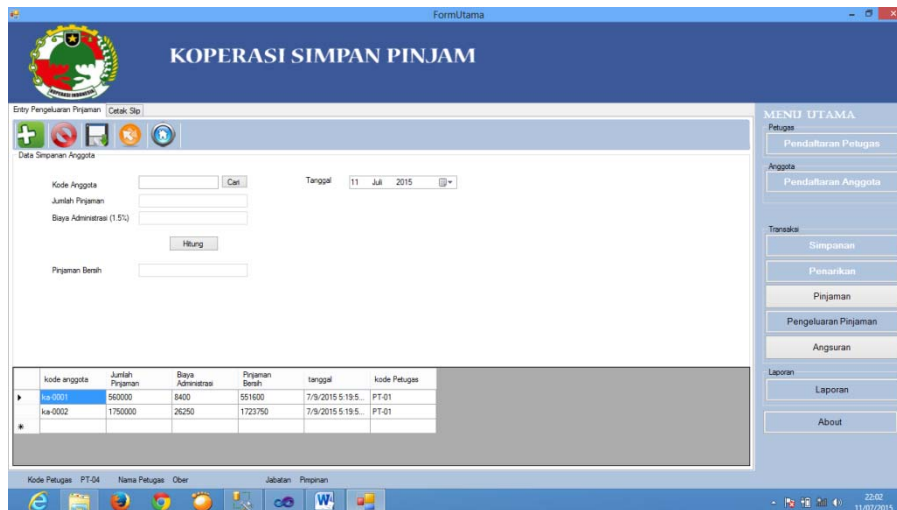 FormUtama
KOPERASI SIMPAN PINJAM
KOPERASI INDONESIA
Entry Pengeluaran Pinjaman Cetak Slip
Data Simpanan Anggota
Kode Anggota Cari Tanggal 11 Juli 2015
Jumlah Pinjaman
Biaya Administrasi (1.5%)
Hitung
Pinjaman Bersih
kode anggota Jumlah Pinjaman Biaya Administrasi Pinjaman Bersih tanggal kode Petugas
ka-0001 560000 8400 551600 7/9/2015 5:19:5... PT-01
ka-0002 1750000 26250 1723750 7/9/2015 5:19:5... PT-01
MENU UTAMA
Petugas
Pendaftaran Petugas
Anggota
Pendaftaran Anggota
Transaksi
Simpanan
Penarikan
Pinjaman
Pengeluaran Pinjaman
Angsuran
Laporan
Laporan
About
Kode Petugas PT-04 Nama Petugas Ober Jabatan Pimpinan
22:02
11/07/2015